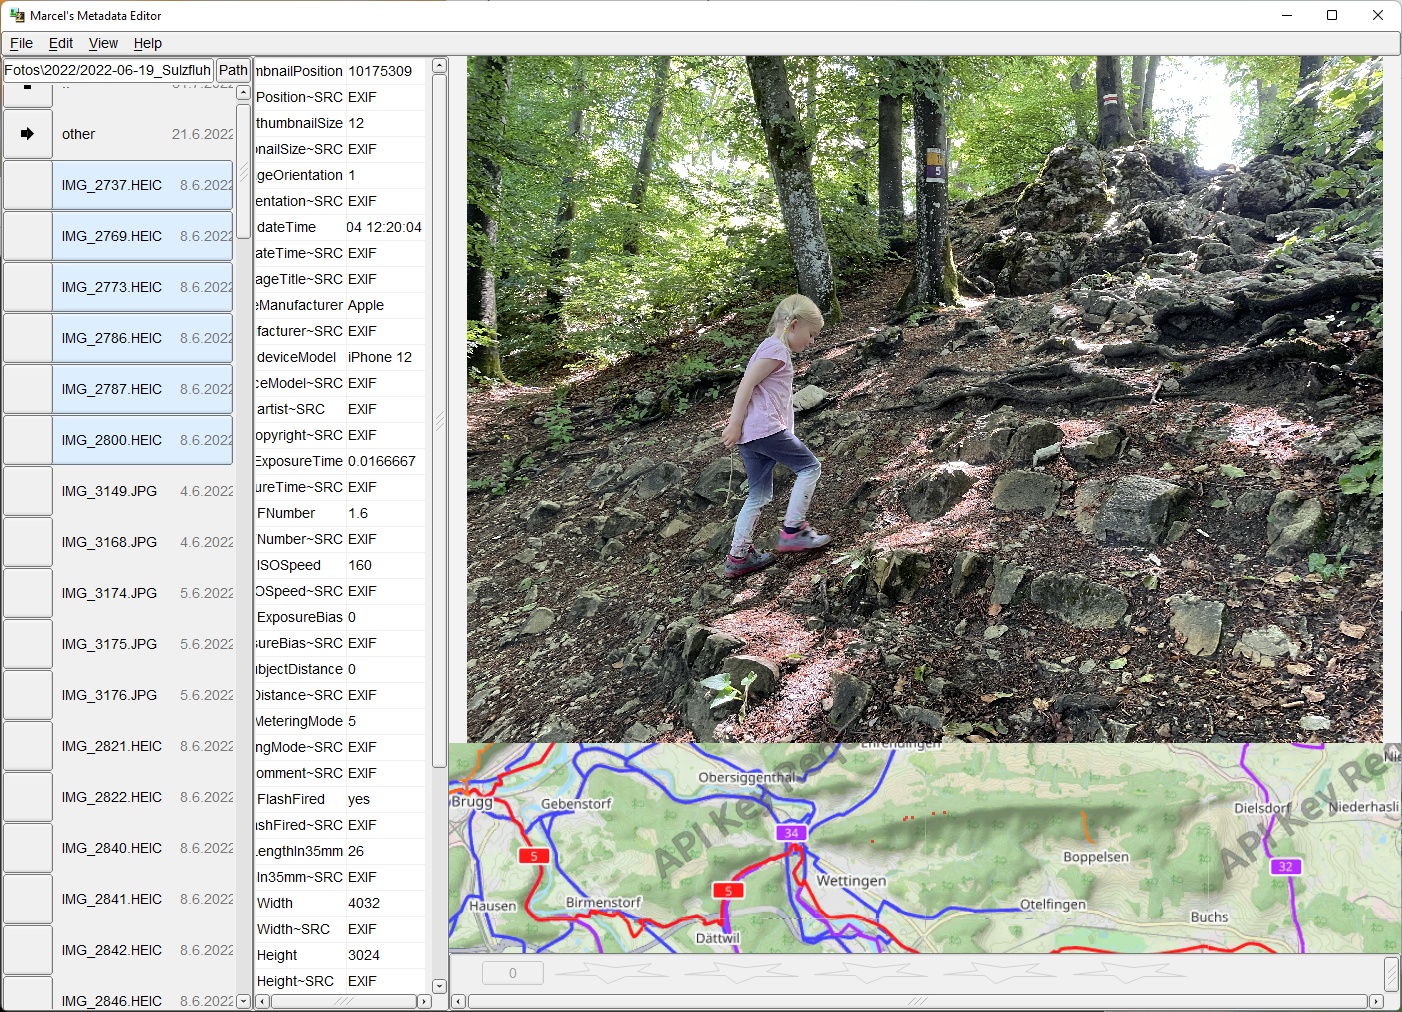 Marcel's Metadata Editor
File Edit View Help
Fotos\2022/2022-06-19_Sulzfluh Path
..
other 21.6.2022
IMG_2737.HEIC 8.6.2022
IMG_2769.HEIC 8.6.2022
IMG_2773.HEIC 8.6.2022
IMG_2786.HEIC 8.6.2022
IMG_2787.HEIC 8.6.2022
IMG_2800.HEIC 8.6.2022
IMG_3149.JPG 4.6.2022
IMG_3168.JPG 4.6.2022
IMG_3174.JPG 5.6.2022
IMG_3175.JPG 5.6.2022
IMG_3176.JPG 5.6.2022
IMG_2821.HEIC 8.6.2022
IMG_2822.HEIC 8.6.2022
IMG_2840.HEIC 8.6.2022
IMG_2841.HEIC 8.6.2022
IMG_2842.HEIC 8.6.2022
IMG_2846.HEIC 8.6.2022
mbnailPosition 10175309
Position~SRC EXIF
thumbnailSize 12
nailSize~SRC EXIF
geOrientation 1
entation~SRC EXIF
dateTime 04 12:20:04
ateTime~SRC EXIF
ageTitle~SRC EXIF
eManufacturer Apple
facturer~SRC EXIF
deviceModel iPhone 12
ceModel~SRC EXIF
artist~SRC EXIF
opyright~SRC EXIF
ExposureTime 0.0166667
ureTime~SRC EXIF
FNumber 1.6
Number~SRC EXIF
ISOSpeed 160
OSpeed~SRC EXIF
ExposureBias 0
sureBias~SRC EXIF
ubjectDistance 0
Distance~SRC EXIF
MeteringMode 5
ngMode~SRC EXIF
omment~SRC EXIF
FlashFired yes
shFired~SRC EXIF
LengthIn35mm 26
In35mm~SRC EXIF
Width 4032
Width~SRC EXIF
Height 3024
Height~SRC EXIF
5
Ehrendingen
Obersiggenthal
Brugg
Gebenstorf
Dielsdorf
Niederhasli
API Key Requ
API Key Re
34
5
Boppelsen
32
Wettingen
5
Hausen
Birmenstorf
Otelfingen
Buchs
Dättwil
0